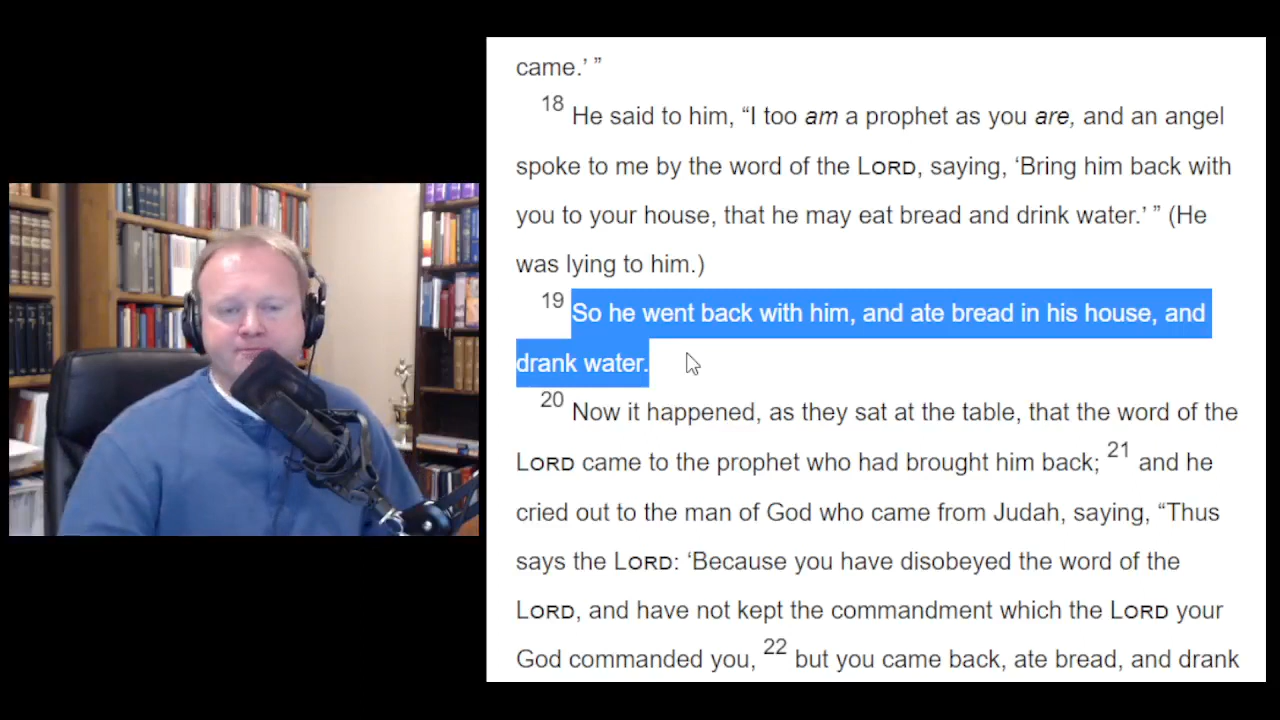 came.’ ”
18 He said to him, “I too am a prophet as you are, and an angel
spoke to me by the word of the LORD, saying, ‘Bring him back with
you to your house, that he may eat bread and drink water.’ ” (He
was lying to him.)
19 So he went back with him, and ate bread in his house, and
drank water.
20 Now it happened, as they sat at the table, that the word of the
LORD came to the prophet who had brought him back; 21 and he
cried out to the man of God who came from Judah, saying, “Thus
says the LORD: ‘Because you have disobeyed the word of the
LORD, and have not kept the commandment which the LORD your
God commanded you, 22 but you came back, ate bread, and drank